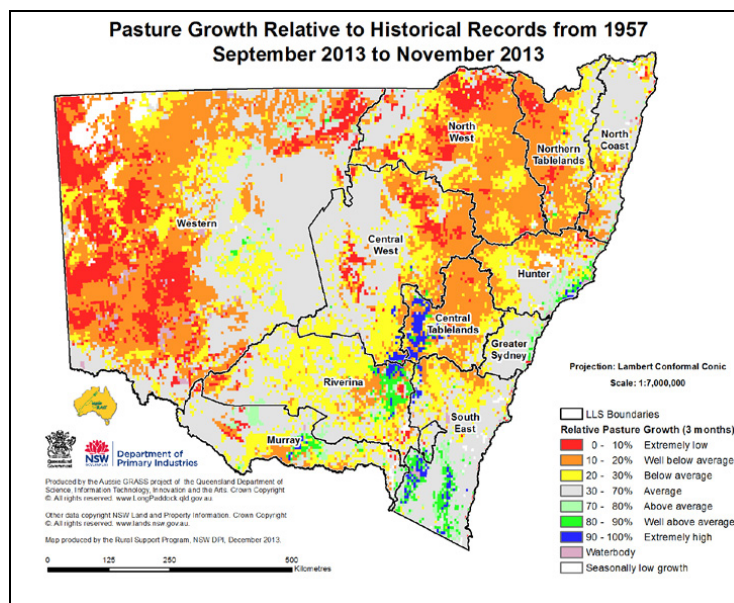 Pasture Growth Relative to Historical Records from 1957
September 2013 to November 2013
North
West
Northern
Tablelands
North
Coast
Western
Central
West
Hunter
Central
Tablelands
Greater
Sydney
Riverina
South
East
Murray
Projection: Lambert Conformal Conic
Scale: 1:7,000,000
LLS Boundaries
Relative Pasture Growth (3 months)
0 - 10% Extremely low
10 - 20% Well below average
20 - 30% Below average
30 - 70% Average
70 - 80% Above average
80 - 90% Well above average
90 - 100% Extremely high
Waterbody
Seasonally low growth
Queensland
Government
NSW
GOVERNMENT
Department of
Primary Industries
Produced by the Aussie GRASS project of the Queensland Department of
Science, Information Technology, Innovation and the Arts. Crown Copyright
© All rights reserved. www.LongPaddock.qld.gov.au.
Other data copyright NSW Land and Property Information. Crown Copyright
©. All rights reserved. www.lands.nsw.gov.au.
Map produced by the Rural Support Program, NSW DPI, December 2013.
0 125 250 500
Kilometres